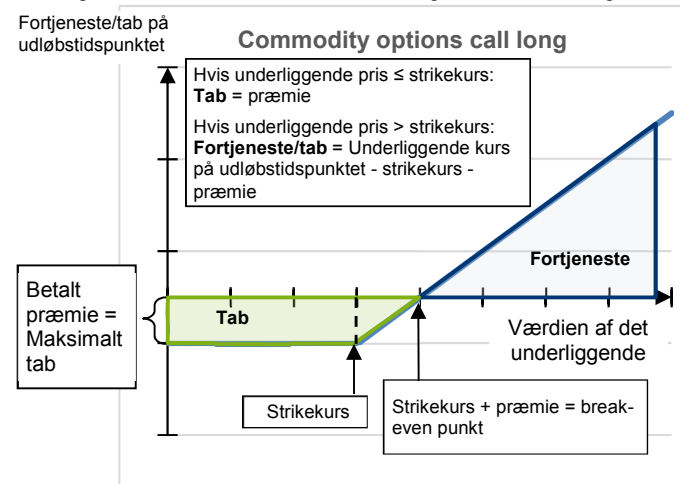 Fortjeneste/tab på
udløbstidspunktet
Commodity options call long
Hvis underliggende pris ≤ strikekurs:
Tab = præmie
Hvis underliggende pris > strikekurs:
Fortjeneste/tab = Underliggende kurs
på udløbstidspunktet - strikekurs -
præmie
Fortjeneste
Betalt
præmie =
Maksimalt
tab
Tab
Værdien af det
underliggende
Strikekurs
Strikekurs + præmie = break-
even punkt